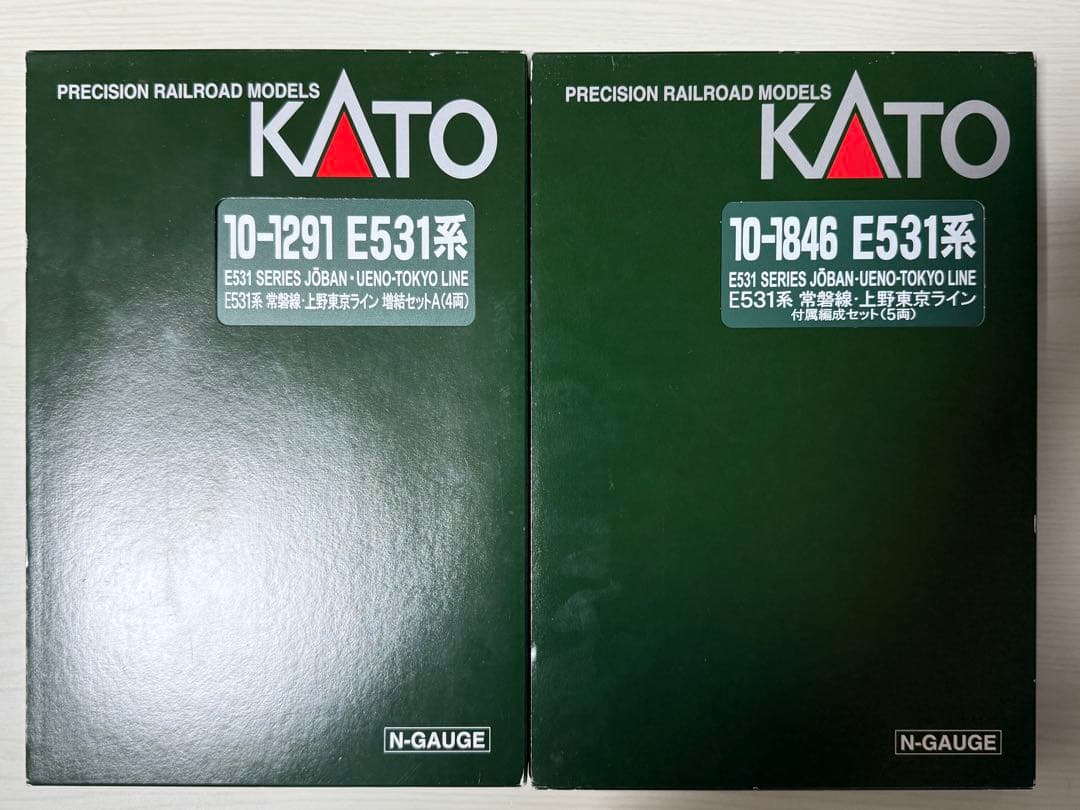 PRECISION RAILROAD MODELS
KATO
10-1291 E531系
E531 SERIES JŌBAN・UENO-TOKYO LINE
E531系 常磐線・上野東京ライン 増結セットA(4両)
N-GAUGE
PRECISION RAILROAD MODELS
KATO
10-1846 E531系
E531 SERIES JŌBAN・UENO-TOKYO LINE
E531系 常磐線・上野東京ライン
付属編成セット(5両)
N-GAUGE